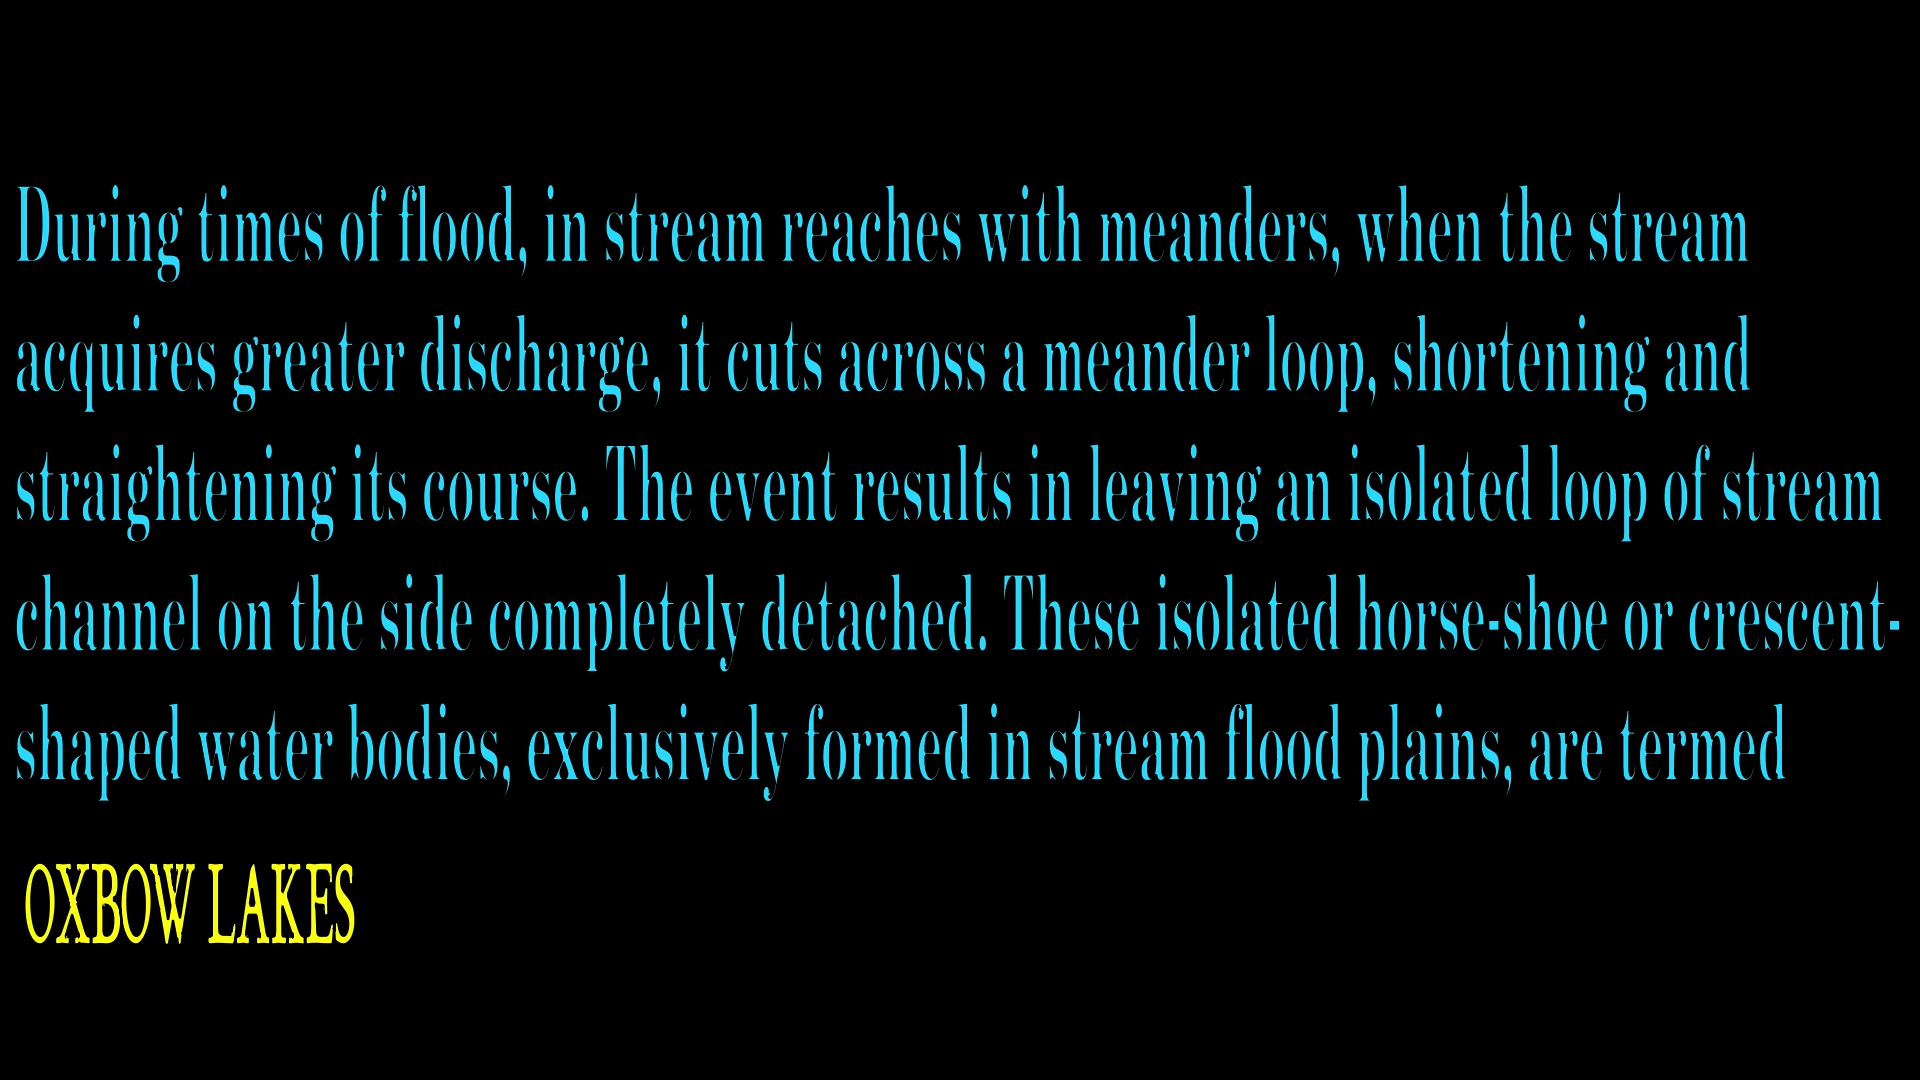 During times of flood, in stream reaches with meanders, when the stream
acquires greater discharge, it cuts across a meander loop, shortening and
straightening its course. The event results in leaving an isolated loop of stream
channel on the side completely detached. These isolated horse-shoe or crescent-
shaped water bodies, exclusively formed in stream flood plains, are termed
OXBOW LAKES